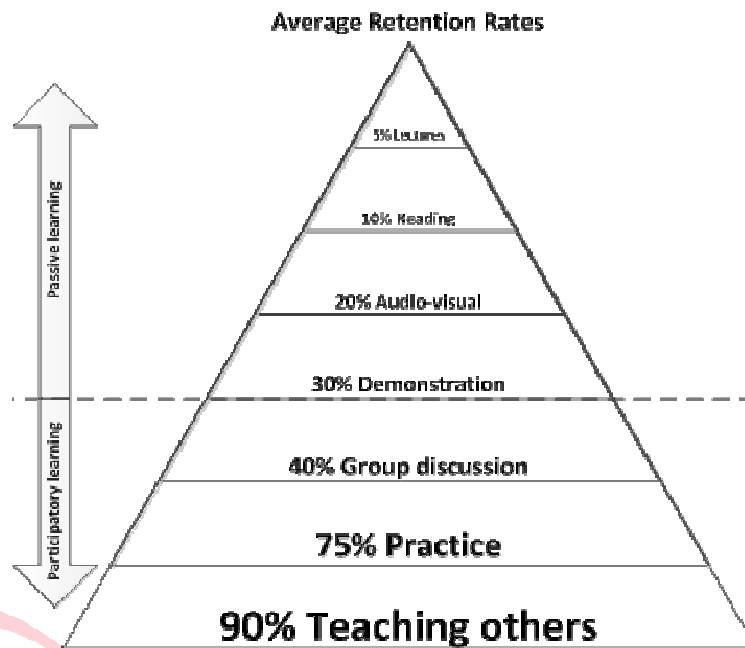 Average Retention Rates
5% Lectures
10% Reading
20% Audio-visual
30% Demonstration
40% Group discussion
75% Practice
90% Teaching others
Passive learning
Participatory learning